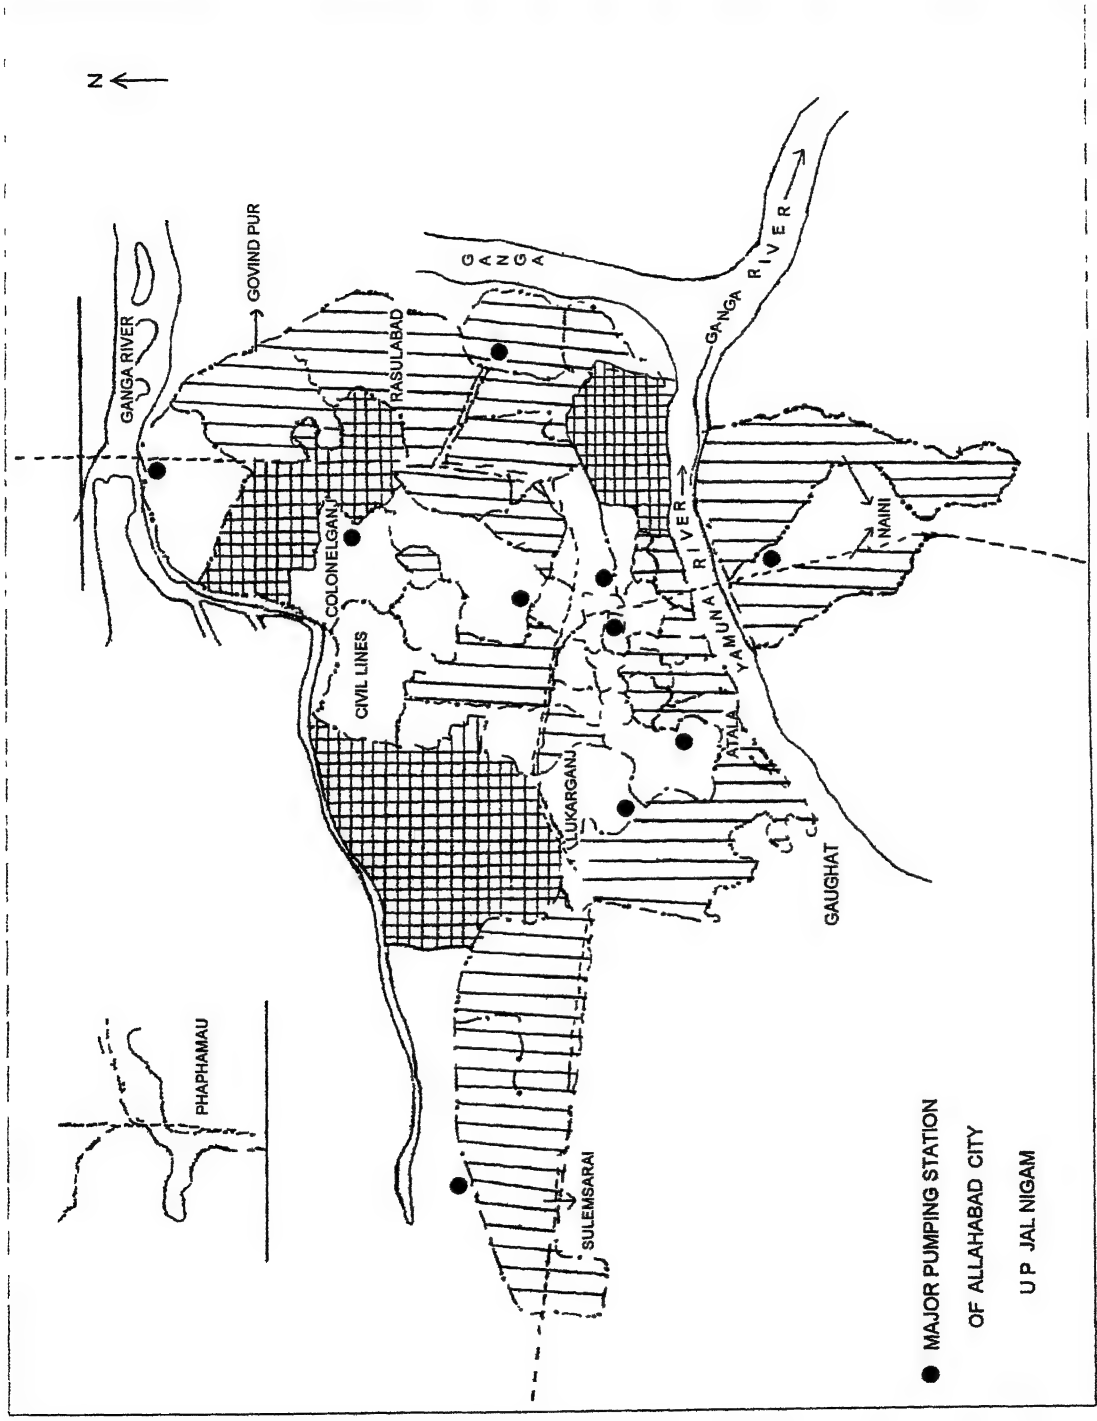 N
PHAPHAMAU
GANGA RIVER
GOVIND PUR
COLONELGANJ
CIVIL LINES
RASULABAD
GANGA
LUKARGANJ
SULEMSARAI
ATALA
YAMUNA RIVER
GANGA RIVER
NAINI
GAUGHAT
MAJOR PUMPING STATION
OF ALLAHABAD CITY
U P JAL NIGAM